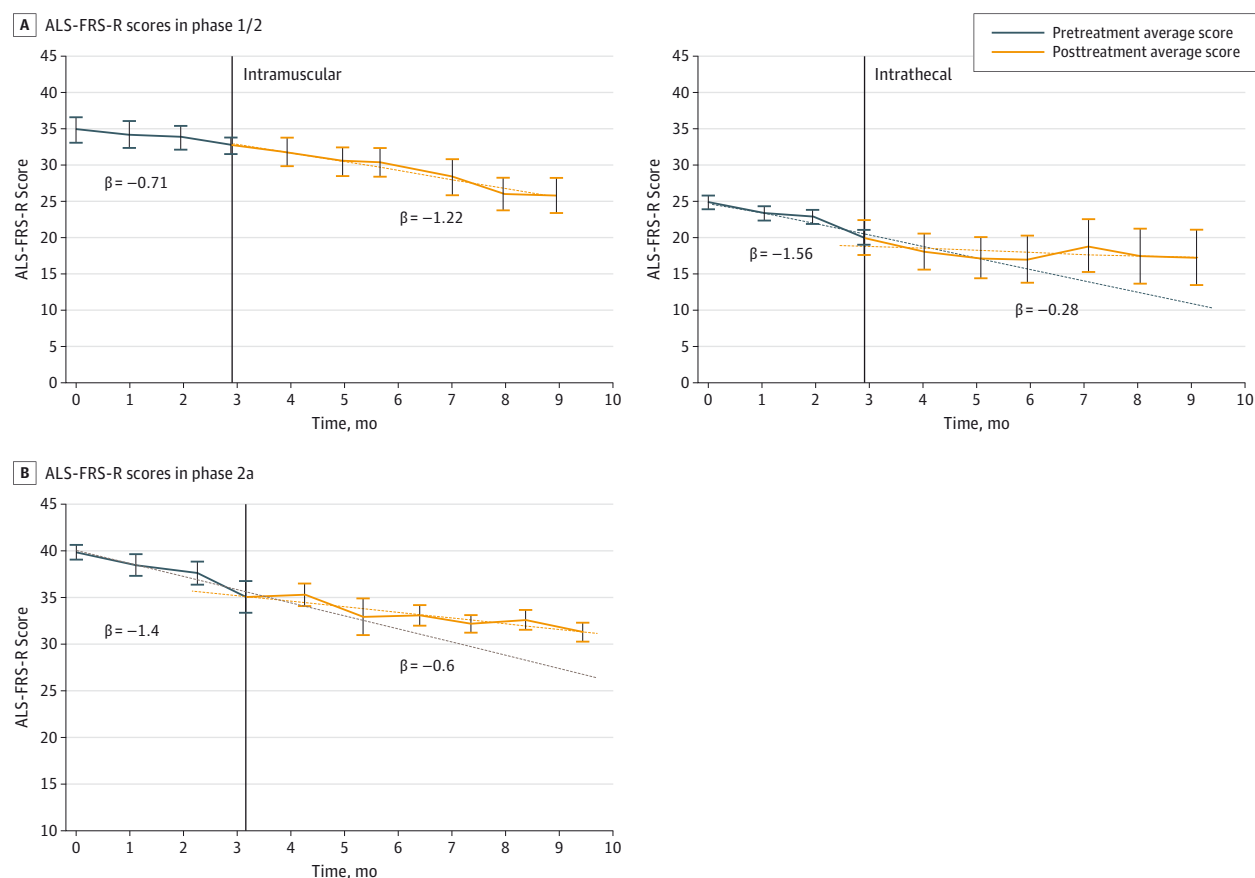 A ALS-FRS-R scores in phase 1/2
Pretreatment average score
Posttreatment average score
45
40
35
30
25
20
15
10
5
0
ALS-FRS-R Score
Intramuscular
β = −0.71
β = −1.22
0 1 2 3 4 5 6 7 8 9 10
Time, mo
45
40
35
30
25
20
15
10
5
0
ALS-FRS-R Score
Intrathecal
β = −1.56
β = −0.28
0 1 2 3 4 5 6 7 8 9 10
Time, mo
B ALS-FRS-R scores in phase 2a
45
40
35
30
25
20
15
10
ALS-FRS-R Score
β = −1.4
β = −0.6
0 1 2 3 4 5 6 7 8 9 10
Time, mo